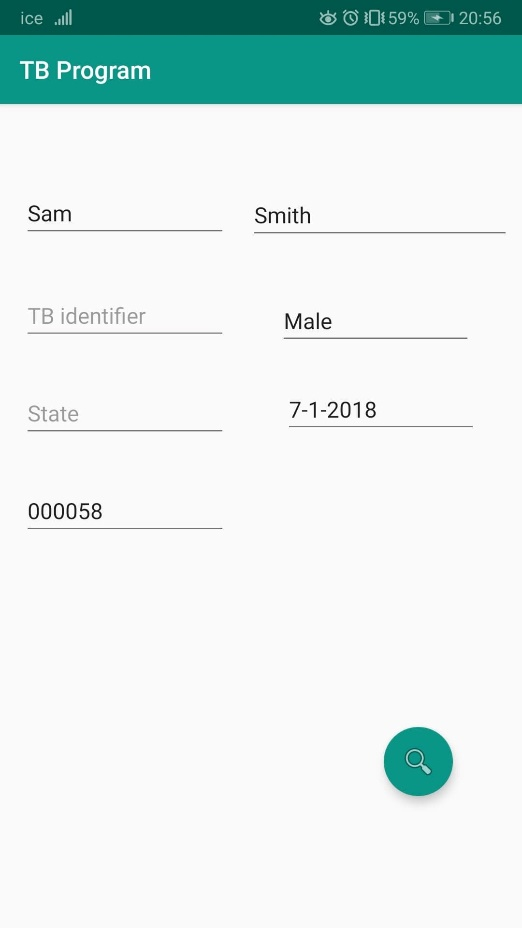 ice 59% 20:56
TB Program
Sam Smith
TB identifier Male
State 7-1-2018
000058